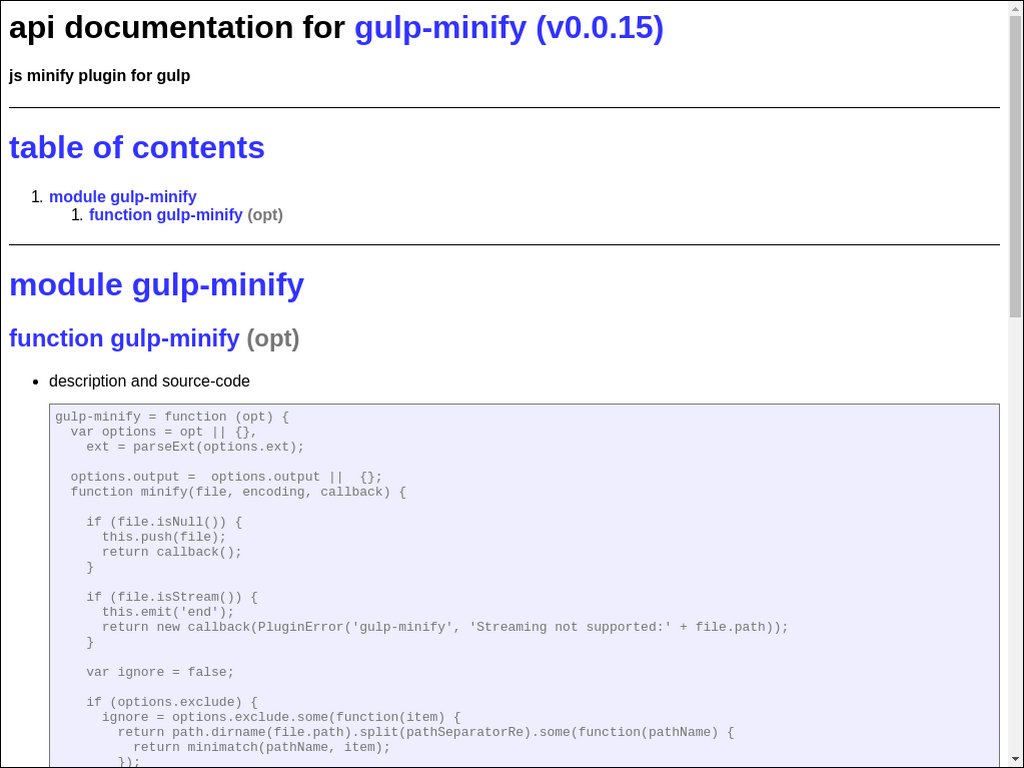 api documentation for gulp-minify (v0.0.15)
js minify plugin for gulp
table of contents
1. module gulp-minify
1. function gulp-minify (opt)
module gulp-minify
function gulp-minify (opt)
• description and source-code
gulp-minify = function (opt) {
  var options = opt || {},
    ext = parseExt(options.ext);

  options.output =  options.output ||  {};
  function minify(file, encoding, callback) {

    if (file.isNull()) {
      this.push(file);
      return callback();
    }

    if (file.isStream()) {
      this.emit('end');
      return new callback(PluginError('gulp-minify', 'Streaming not supported:' + file.path));
    }

    var ignore = false;

    if (options.exclude) {
      ignore = options.exclude.some(function(item) {
        return path.dirname(file.path).split(pathSeparatorRe).some(function(pathName) {
          return minimatch(pathName, item);
        });